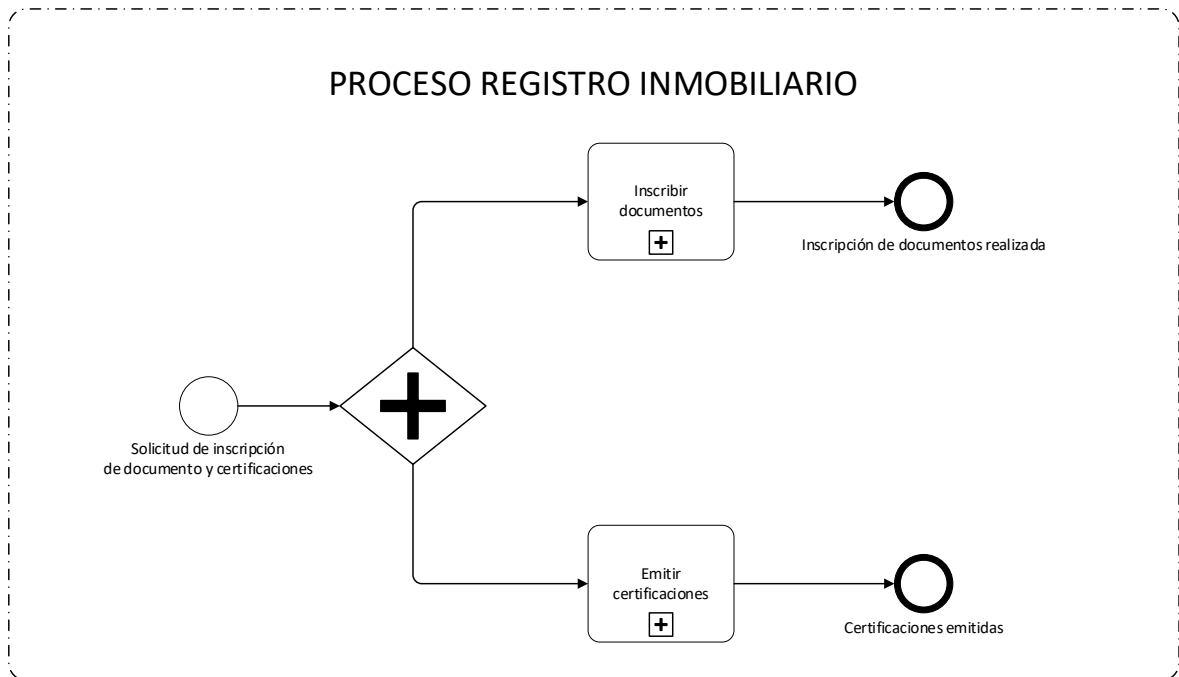 PROCESO REGISTRO INMOBILIARIO
Inscribir
documentos
Inscripción de documentos realizada
Solicitud de inscripción
de documento y certificaciones
Emitir
certificaciones
Certificaciones emitidas